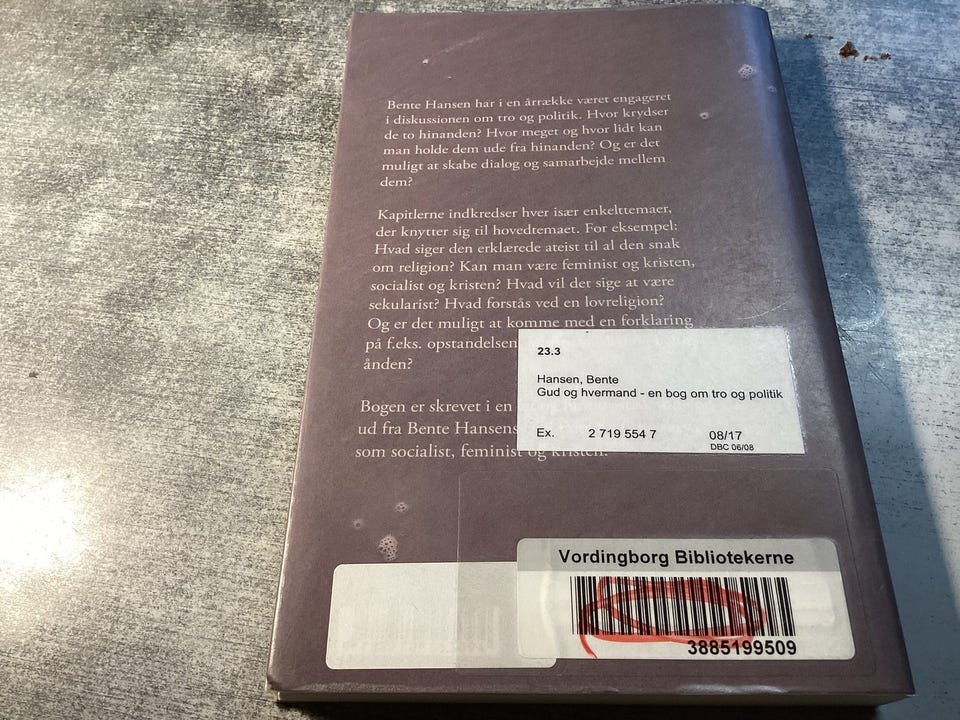 Bente Hansen har i en årrække været engageret
i diskussionen om tro og politik. Hvor krydser
de to hinanden? Hvor meget og hvor lidt kan
man holde dem ude fra hinanden? Og er det
muligt at skabe dialog og samarbejde mellem
dem?
Kapitlerne indkredser hver især enkelttemaer,
der knytter sig til hovedtemaet. For eksempel:
Hvad siger den erklærede ateist til al den snak
om religion? Kan man være feminist og kristen,
socialist og kristen? Hvad vil det sige at være
sekularist? Hvad forstås ved en lovreligion?
Og er det muligt at komme med en forklaring
på f.eks. opstandelsen
ånden?
Bogen er skrevet i en
ud fra Bente Hansens
som socialist, feminist og kristen.
23.3
Hansen, Bente
Gud og hvermand - en bog om tro og politik
Ex. 2 719 554 7 08/17
DBC 06/08
Vordingborg Bibliotekerne
3885199509